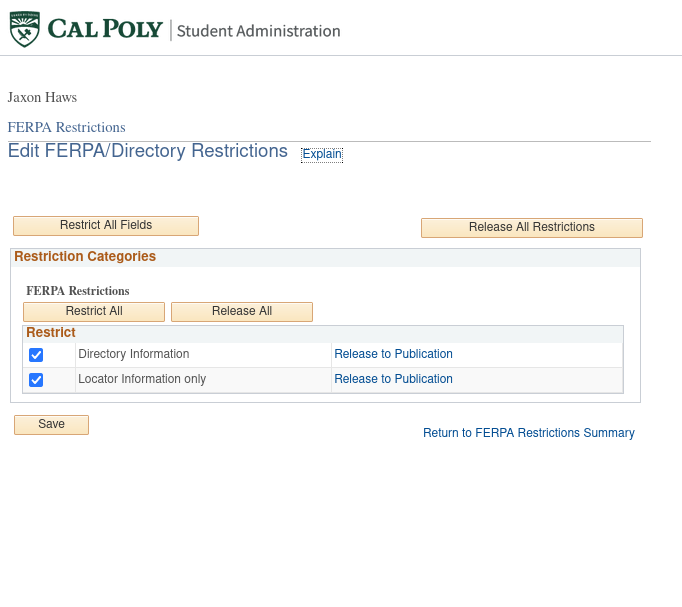 CAL POLY | Student Administration
Jaxon Haws
FERPA Restrictions
Edit FERPA/Directory Restrictions Explain
Restrict All Fields Release All Restrictions
Restriction Categories
FERPA Restrictions
Restrict All Release All
Restrict
Directory Information Release to Publication
Locator Information only Release to Publication
Save
Return to FERPA Restrictions Summary